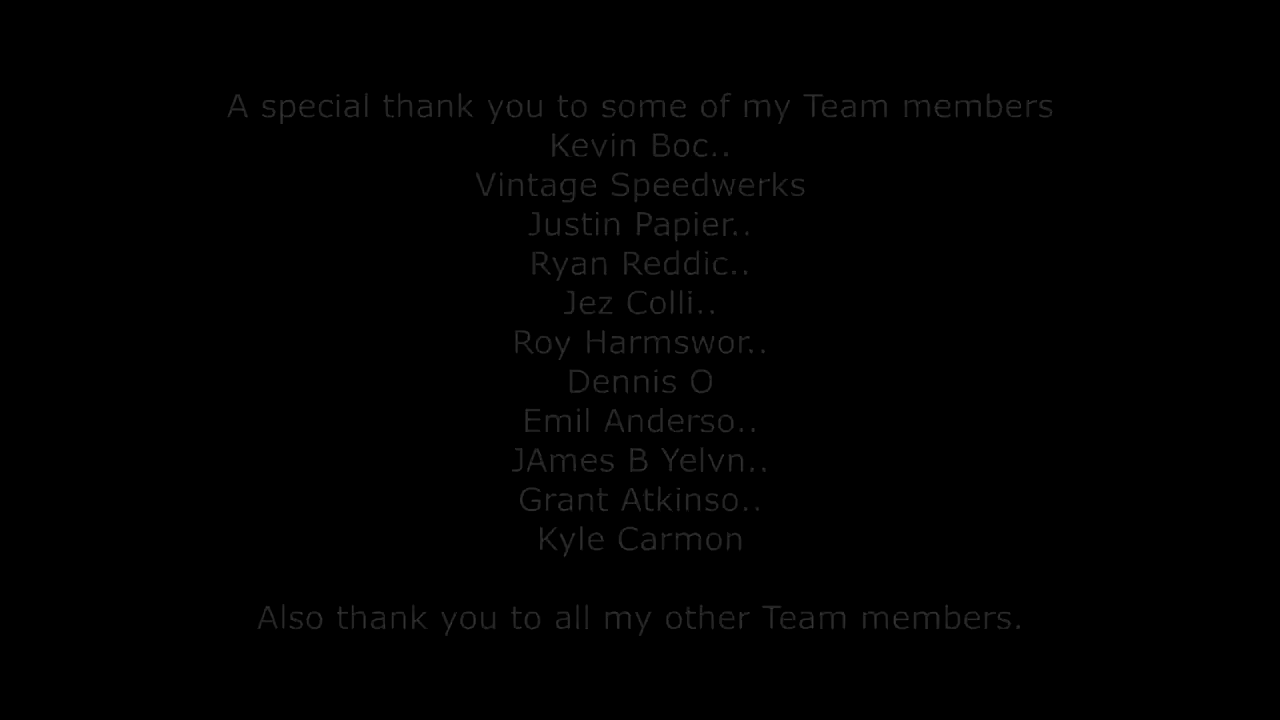 A special thank you to some of my Team members
Kevin Boc..
Vintage Speedwerks
Justin Papier..
Ryan Reddic..
Jez Colli..
Roy Harmswor..
Dennis O
Emil Anderso..
JAmes B Yelvn..
Grant Atkinso..
Kyle Carmon
Also thank you to all my other Team members.